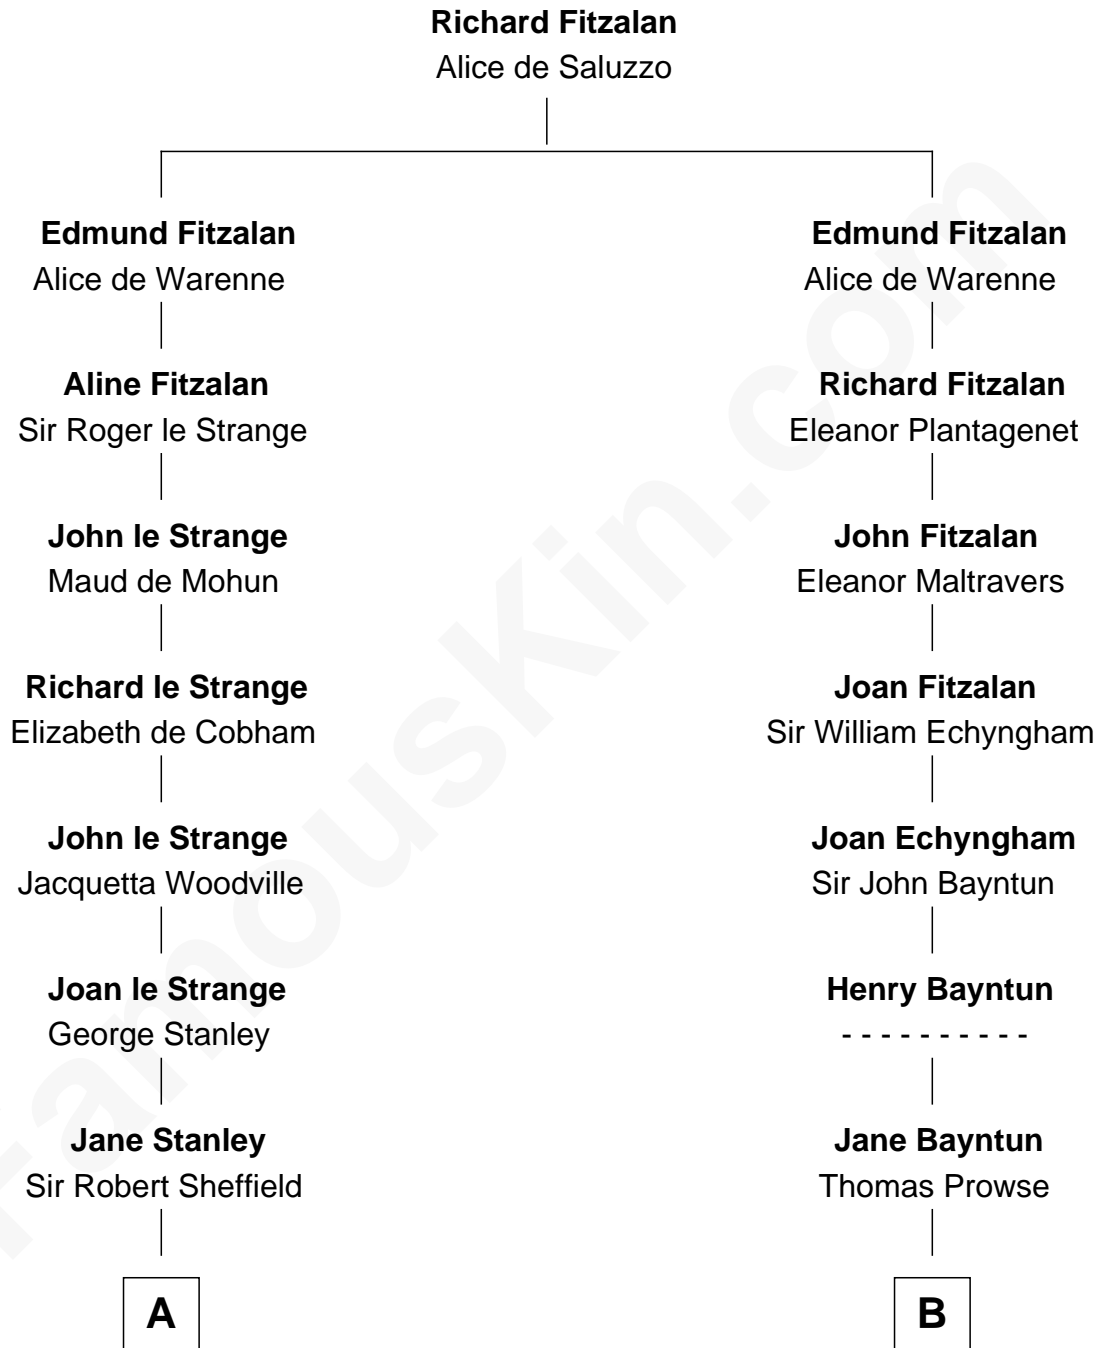 Richard Fitzalan
Alice de Saluzzo
Edmund Fitzalan
Alice de Warenne
Edmund Fitzalan
Alice de Warenne
Aline Fitzalan
Sir Roger le Strange
Richard Fitzalan
Eleanor Plantagenet
John le Strange
Maud de Mohun
John Fitzalan
Eleanor Maltravers
Richard le Strange
Elizabeth de Cobham
Joan Fitzalan
Sir William Echyngham
John le Strange
Jacquetta Woodville
Joan Echyngham
Sir John Bayntun
Joan le Strange
George Stanley
Henry Bayntun
- - - - - - - - - -
Jane Stanley
Sir Robert Sheffield
Jane Bayntun
Thomas Prowse
A
B
FamousKin.com